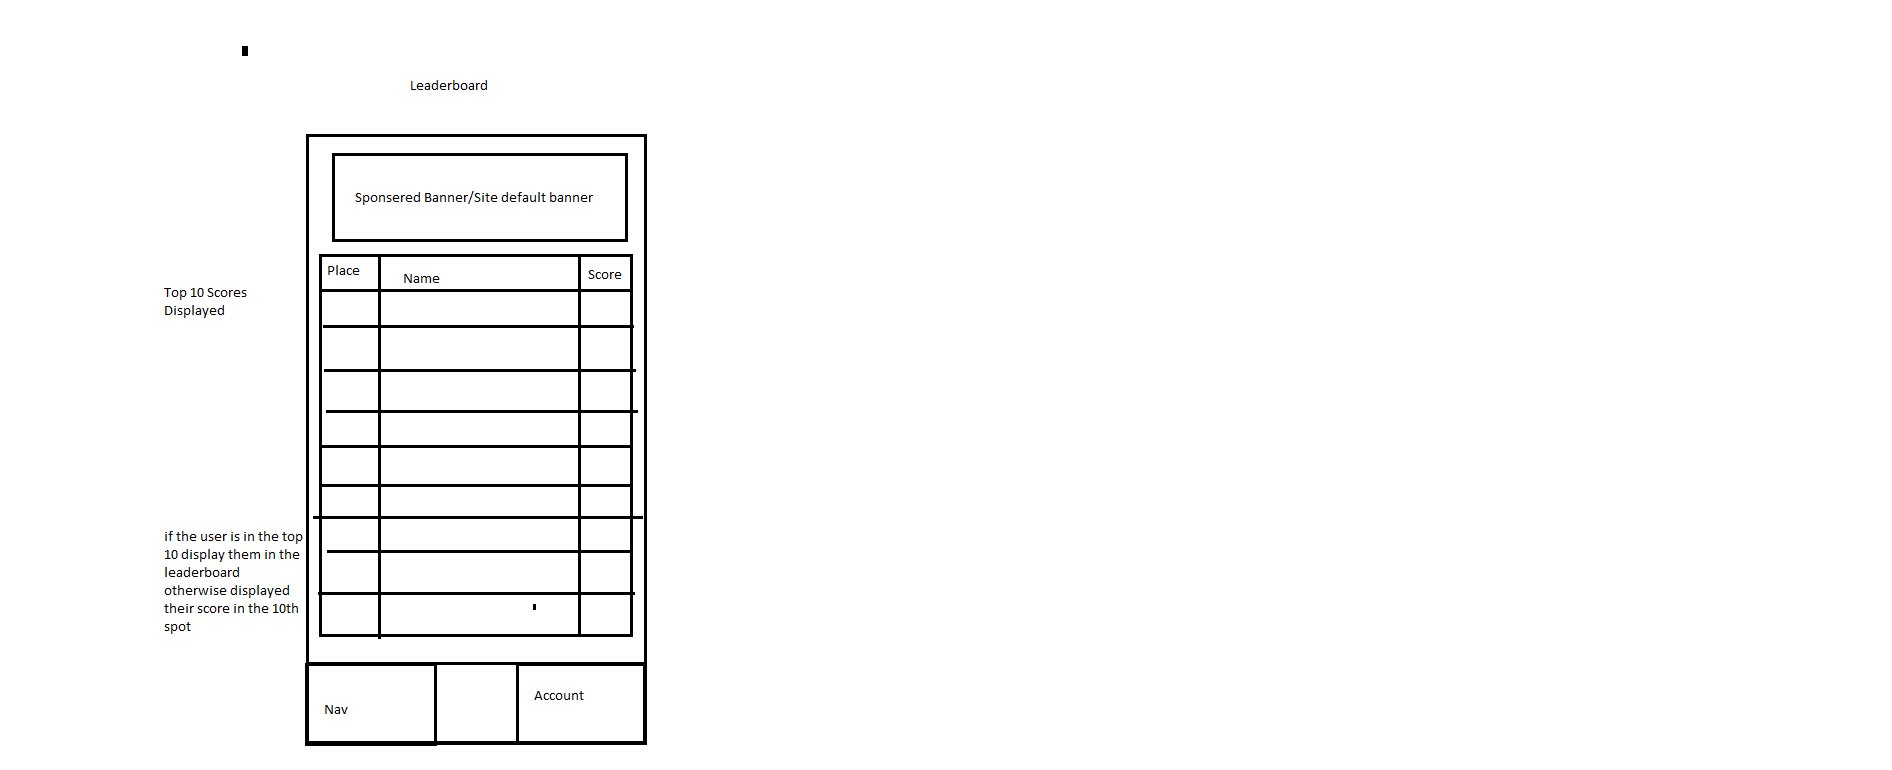 Leaderboard
Sponsered Banner/Site default banner
Place
Name
Score
Top 10 Scores
Displayed
if the user is in the top
10 display them in the
leaderboard
otherwise displayed
their score in the 10th
spot
Nav
Account